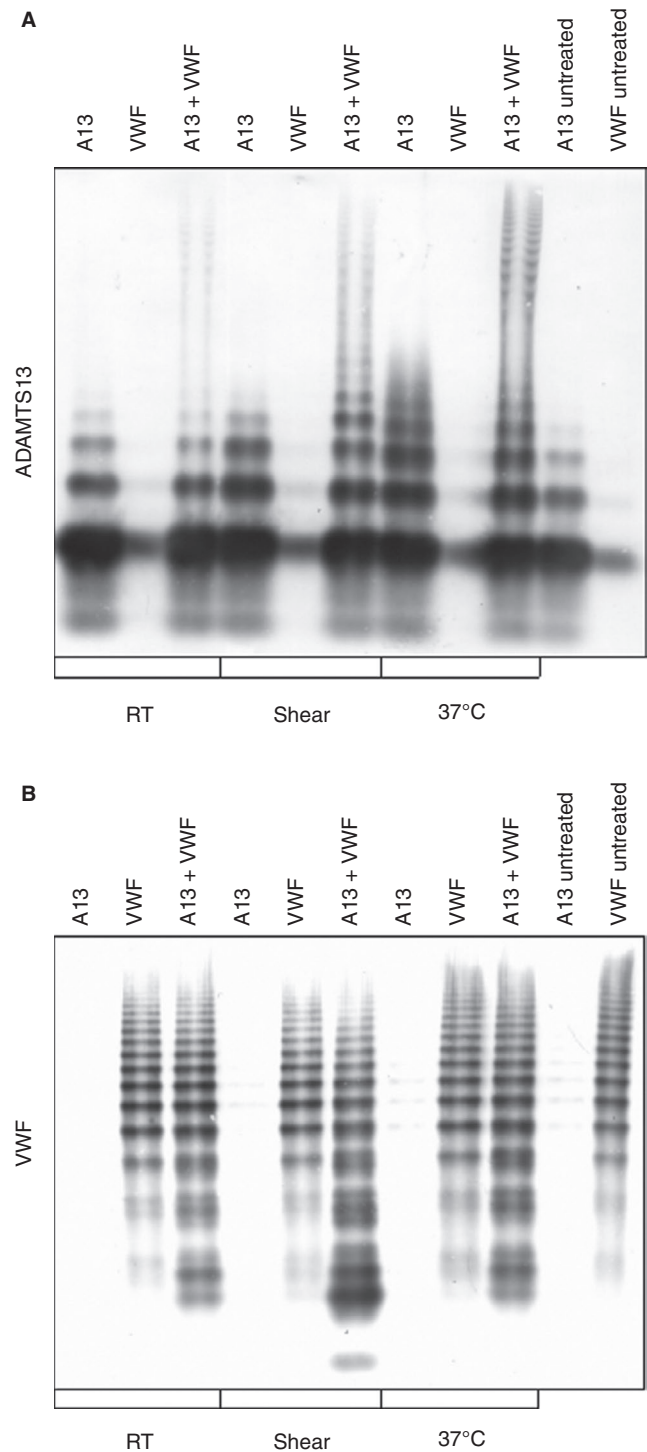 A
A13
VWF
A13 + VWF
A13
VWF
A13 + VWF
A13
VWF
A13 + VWF
A13 untreated
VWF untreated
ADAMTS13
RT
Shear
37°C
B
A13
VWF
A13 + VWF
A13
VWF
A13 + VWF
A13
VWF
A13 + VWF
A13 untreated
VWF untreated
VWF
RT
Shear
37°C